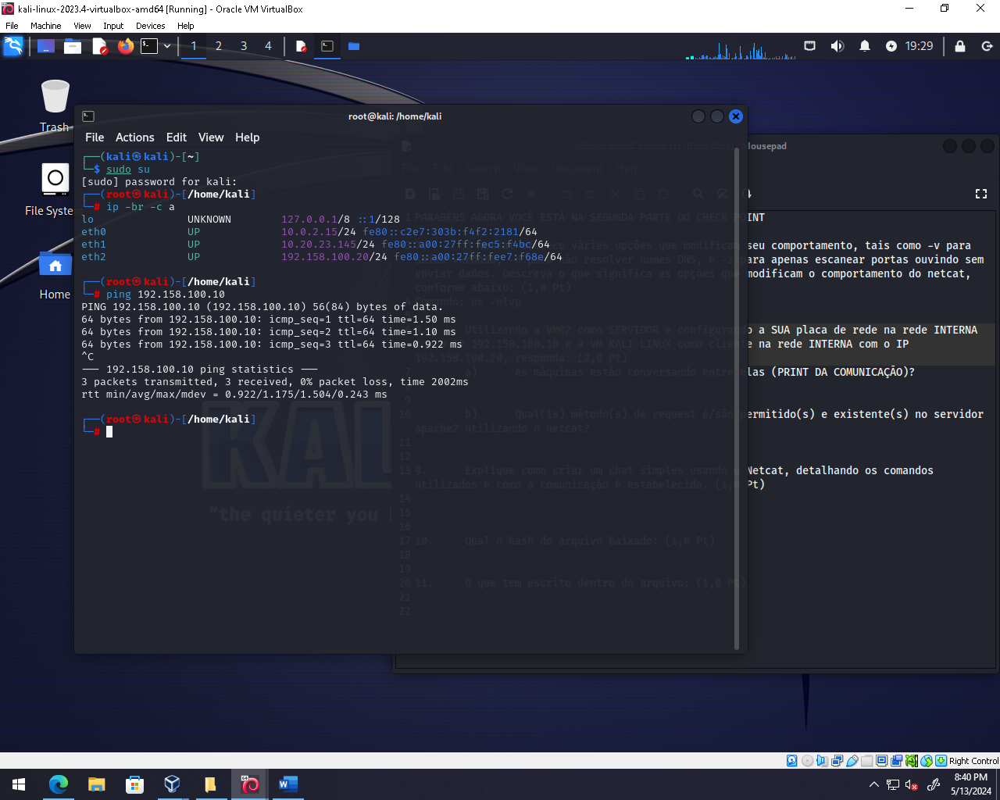 kali-linux-2023.4-virtualbox-amd64 [Running] - Oracle VM VirtualBox
File Machine View Input Devices Help
1 2 3 4 19:29
Trash
File Syste
Home
root@kali: /home/kali
File Actions Edit View Help
┌──(kali㉿kali)-[~]
└─$ sudo su
[sudo] password for kali:
┌──(root㉿kali)-[/home/kali]
└─# ip -br -c a
lo UNKNOWN 127.0.0.1/8 ::1/128
eth0 UP 10.0.2.15/24 fe80::c2e7:303b:f4f2:2181/64
eth1 UP 10.20.23.145/24 fe80::a00:27ff:fec5:f4bc/64
eth2 UP 192.158.100.20/24 fe80::a00:27ff:fee7:f68e/64
┌──(root㉿kali)-[/home/kali]
└─# ping 192.158.100.10
PING 192.158.100.10 (192.158.100.10) 56(84) bytes of data.
64 bytes from 192.158.100.10: icmp_seq=1 ttl=64 time=1.50 ms
64 bytes from 192.158.100.10: icmp_seq=2 ttl=64 time=1.10 ms
64 bytes from 192.158.100.10: icmp_seq=3 ttl=64 time=0.922 ms
^C
--- 192.158.100.10 ping statistics ---
3 packets transmitted, 3 received, 0% packet loss, time 2002ms
rtt min/avg/max/mdev = 0.922/1.175/1.504/0.243 ms
┌──(root㉿kali)-[/home/kali]
└─#
KAL
"the quieter you
Mousepad
File Edit Search View Document Help
1 PARABÉNS AGORA VOCÊ ESTÁ NA SEGUNDA PARTE DO CHECK POINT
várias opções que modificam seu comportamento, tais como -v para
não resolver nomes DNS, e -z para apenas escanear portas ouvindo sem
enviar dados. Descreva o que significa as opções que modificam o comportamento do netcat,
conforme abaixo: (1,0 Pt)
Comando: nc -nlvp
Utilizando a VM02 como SERVIDOR e configurando a SUA placa de rede na rede INTERNA
192.158.100.10 e a VM KALI LINUX como cliente na rede INTERNA com o IP
192.158.100.20, responda: (2,0 Pt)
7 a) As máquinas estão conversando entre elas (PRINT DA COMUNICAÇÃO)?
8
9
10 b) Qual(is) método(s) de request é/são permitido(s) e existente(s) no servidor
apache2 utilizando o netcat?
11
12
13 9. Explique como criar um chat simples usando o Netcat, detalhando os comandos
utilizados e como a comunicação é estabelecida. (1,0 Pt)
14
15
16
17 10. Qual o hash do arquivo baixado: (1,0 Pt)
18
19
20 11. O que tem escrito dentro do arquivo: (1,0 Pt)
21
22
Right Control
8:40 PM
5/13/2024